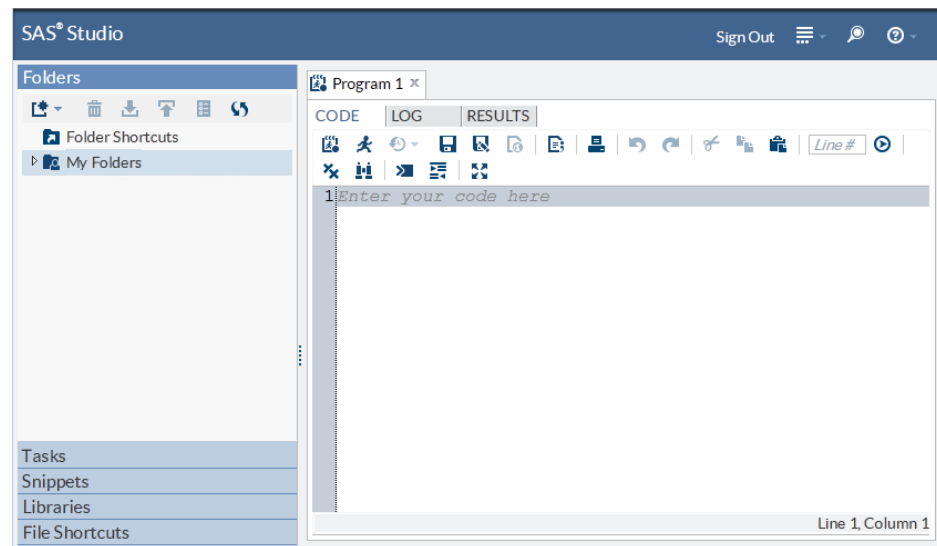 SAS® Studio
Sign Out
Folders
Folder Shortcuts
My Folders
Tasks
Snippets
Libraries
File Shortcuts
Program 1 ×
CODE LOG RESULTS
Line #
1 Enter your code here
Line 1, Column 1